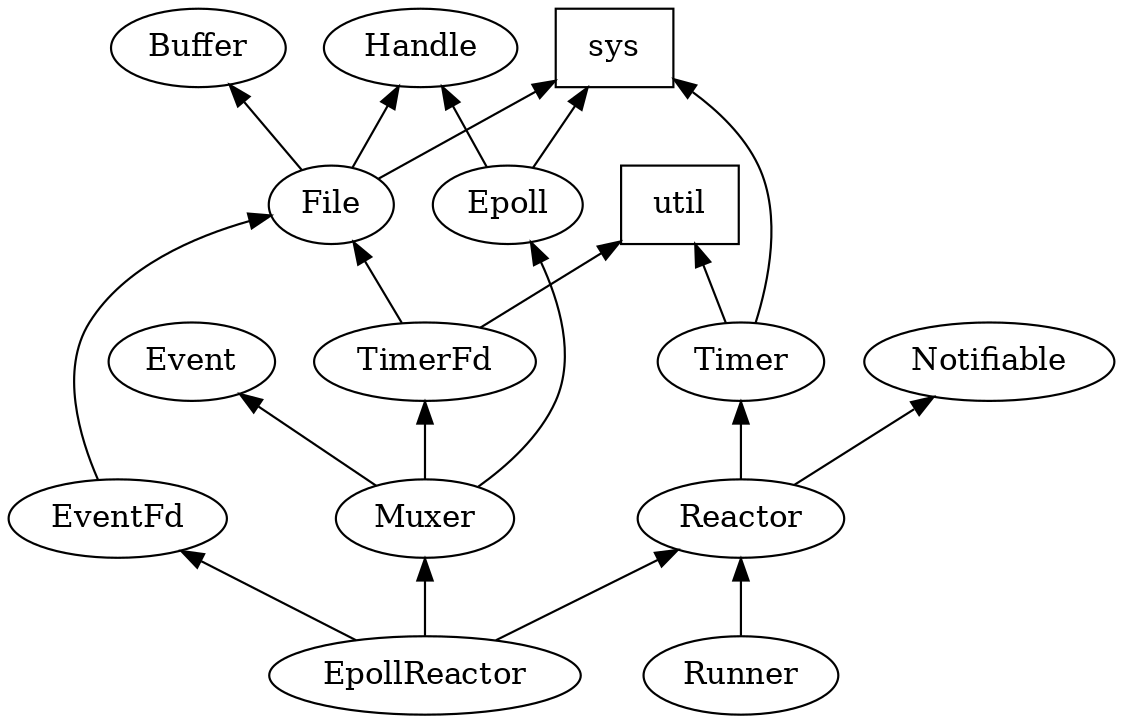 Buffer
Handle
sys
File
Epoll
util
Event
TimerFd
Timer
Notifiable
EventFd
Muxer
Reactor
EpollReactor
Runner